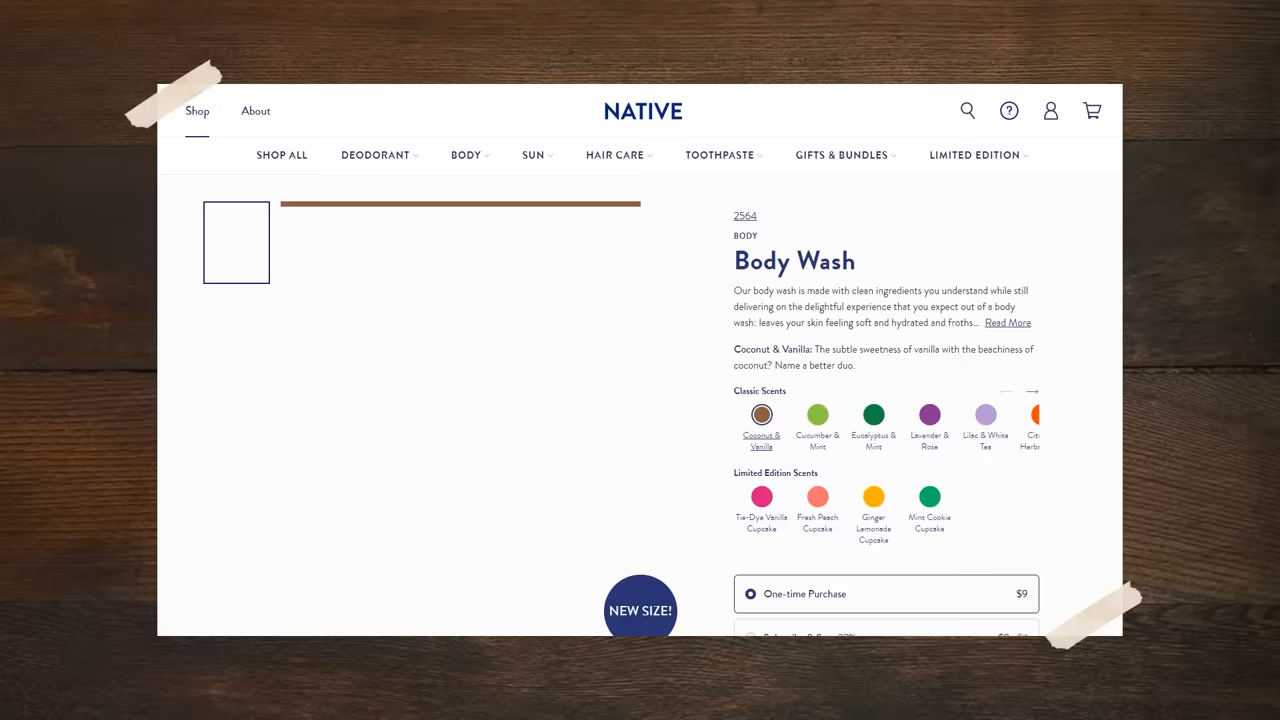 Shop
About
NATIVE
SHOP ALL
DEODORANT
BODY
SUN
HAIR CARE
TOOTHPASTE
GIFTS & BUNDLES
LIMITED EDITION
2564
BODY
Body Wash
Our body wash is made with clean ingredients you understand while still
delivering on the delightful experience that you expect out of a body
wash: leaves your skin feeling soft and hydrated and froths... Read More
Coconut & Vanilla: The subtle sweetness of vanilla with the beachiness of
coconut? Name a better duo.
Classic Scents
Coconut &
Vanilla
Cucumber &
Mint
Eucalyptus &
Mint
Lavender &
Rose
Lilac & White
Tea
Limited Edition Scents
Tie-Dye Vanilla
Cupcake
Fresh Peach
Cupcake
Ginger
Lemonade
Cupcake
Mint Cookie
Cupcake
One-time Purchase $9
NEW SIZE!